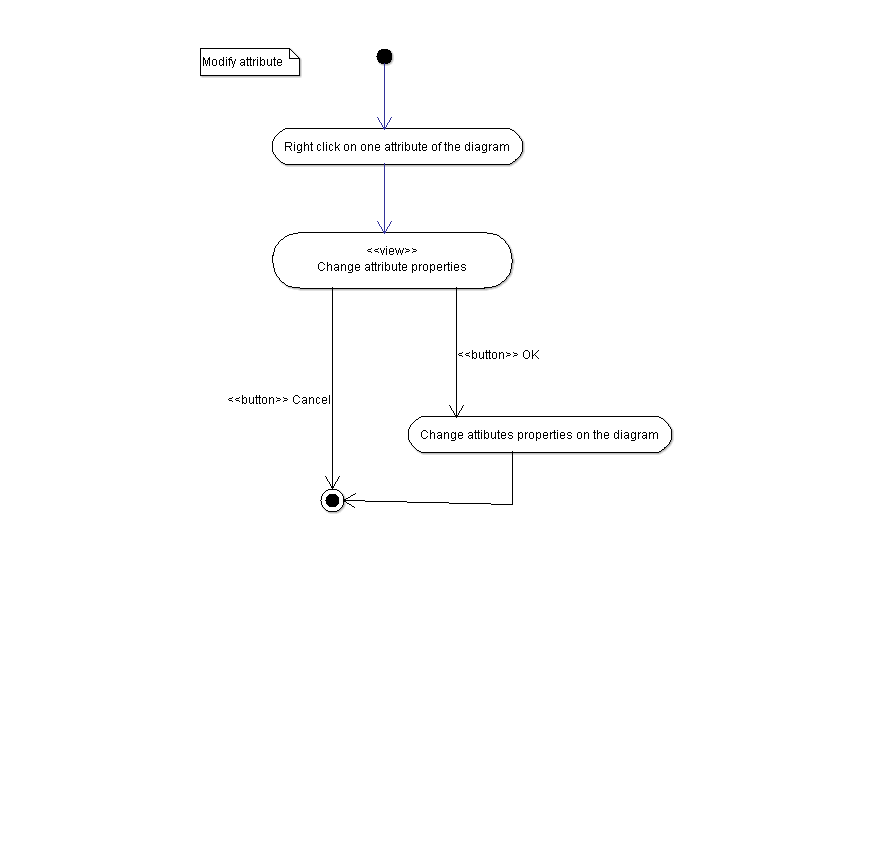 Modify attribute
Right click on one attribute of the diagram
<<view>>
Change attribute properties
<<button>> OK
<<button>> Cancel
Change attibutes properties on the diagram